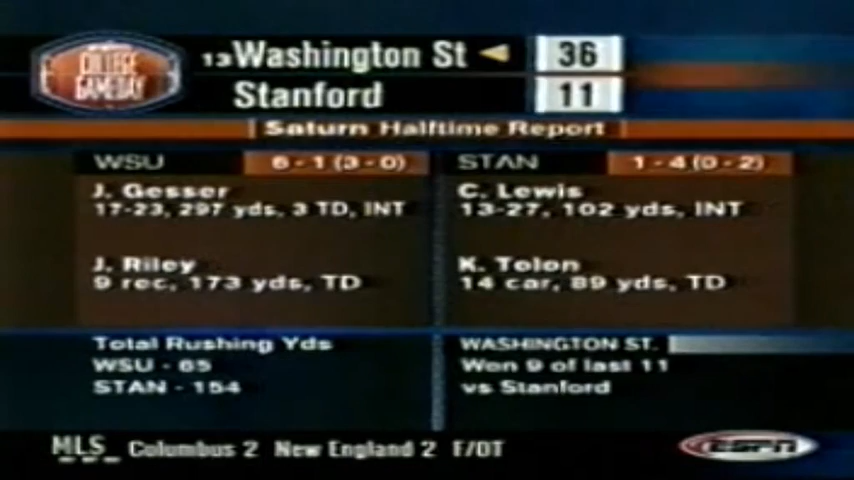 COLLEGE
GAMEDAY
13 Washington St 36
Stanford 11
Saturn Halftime Report
WSU 6-1 (3-0)
J. Gesser
17-23, 297 yds, 3 TD, INT
J. Riley
9 rec, 173 yds, TD
STAN 1-4 (0-2)
C. Lewis
13-27, 102 yds, INT
K. Tolon
14 car, 89 yds, TD
Total Rushing Yds
WSU - 65
STAN - 154
WASHINGTON ST.
Won 9 of last 11
vs Stanford
MLS Columbus 2 New England 2 F/OT
ESPN